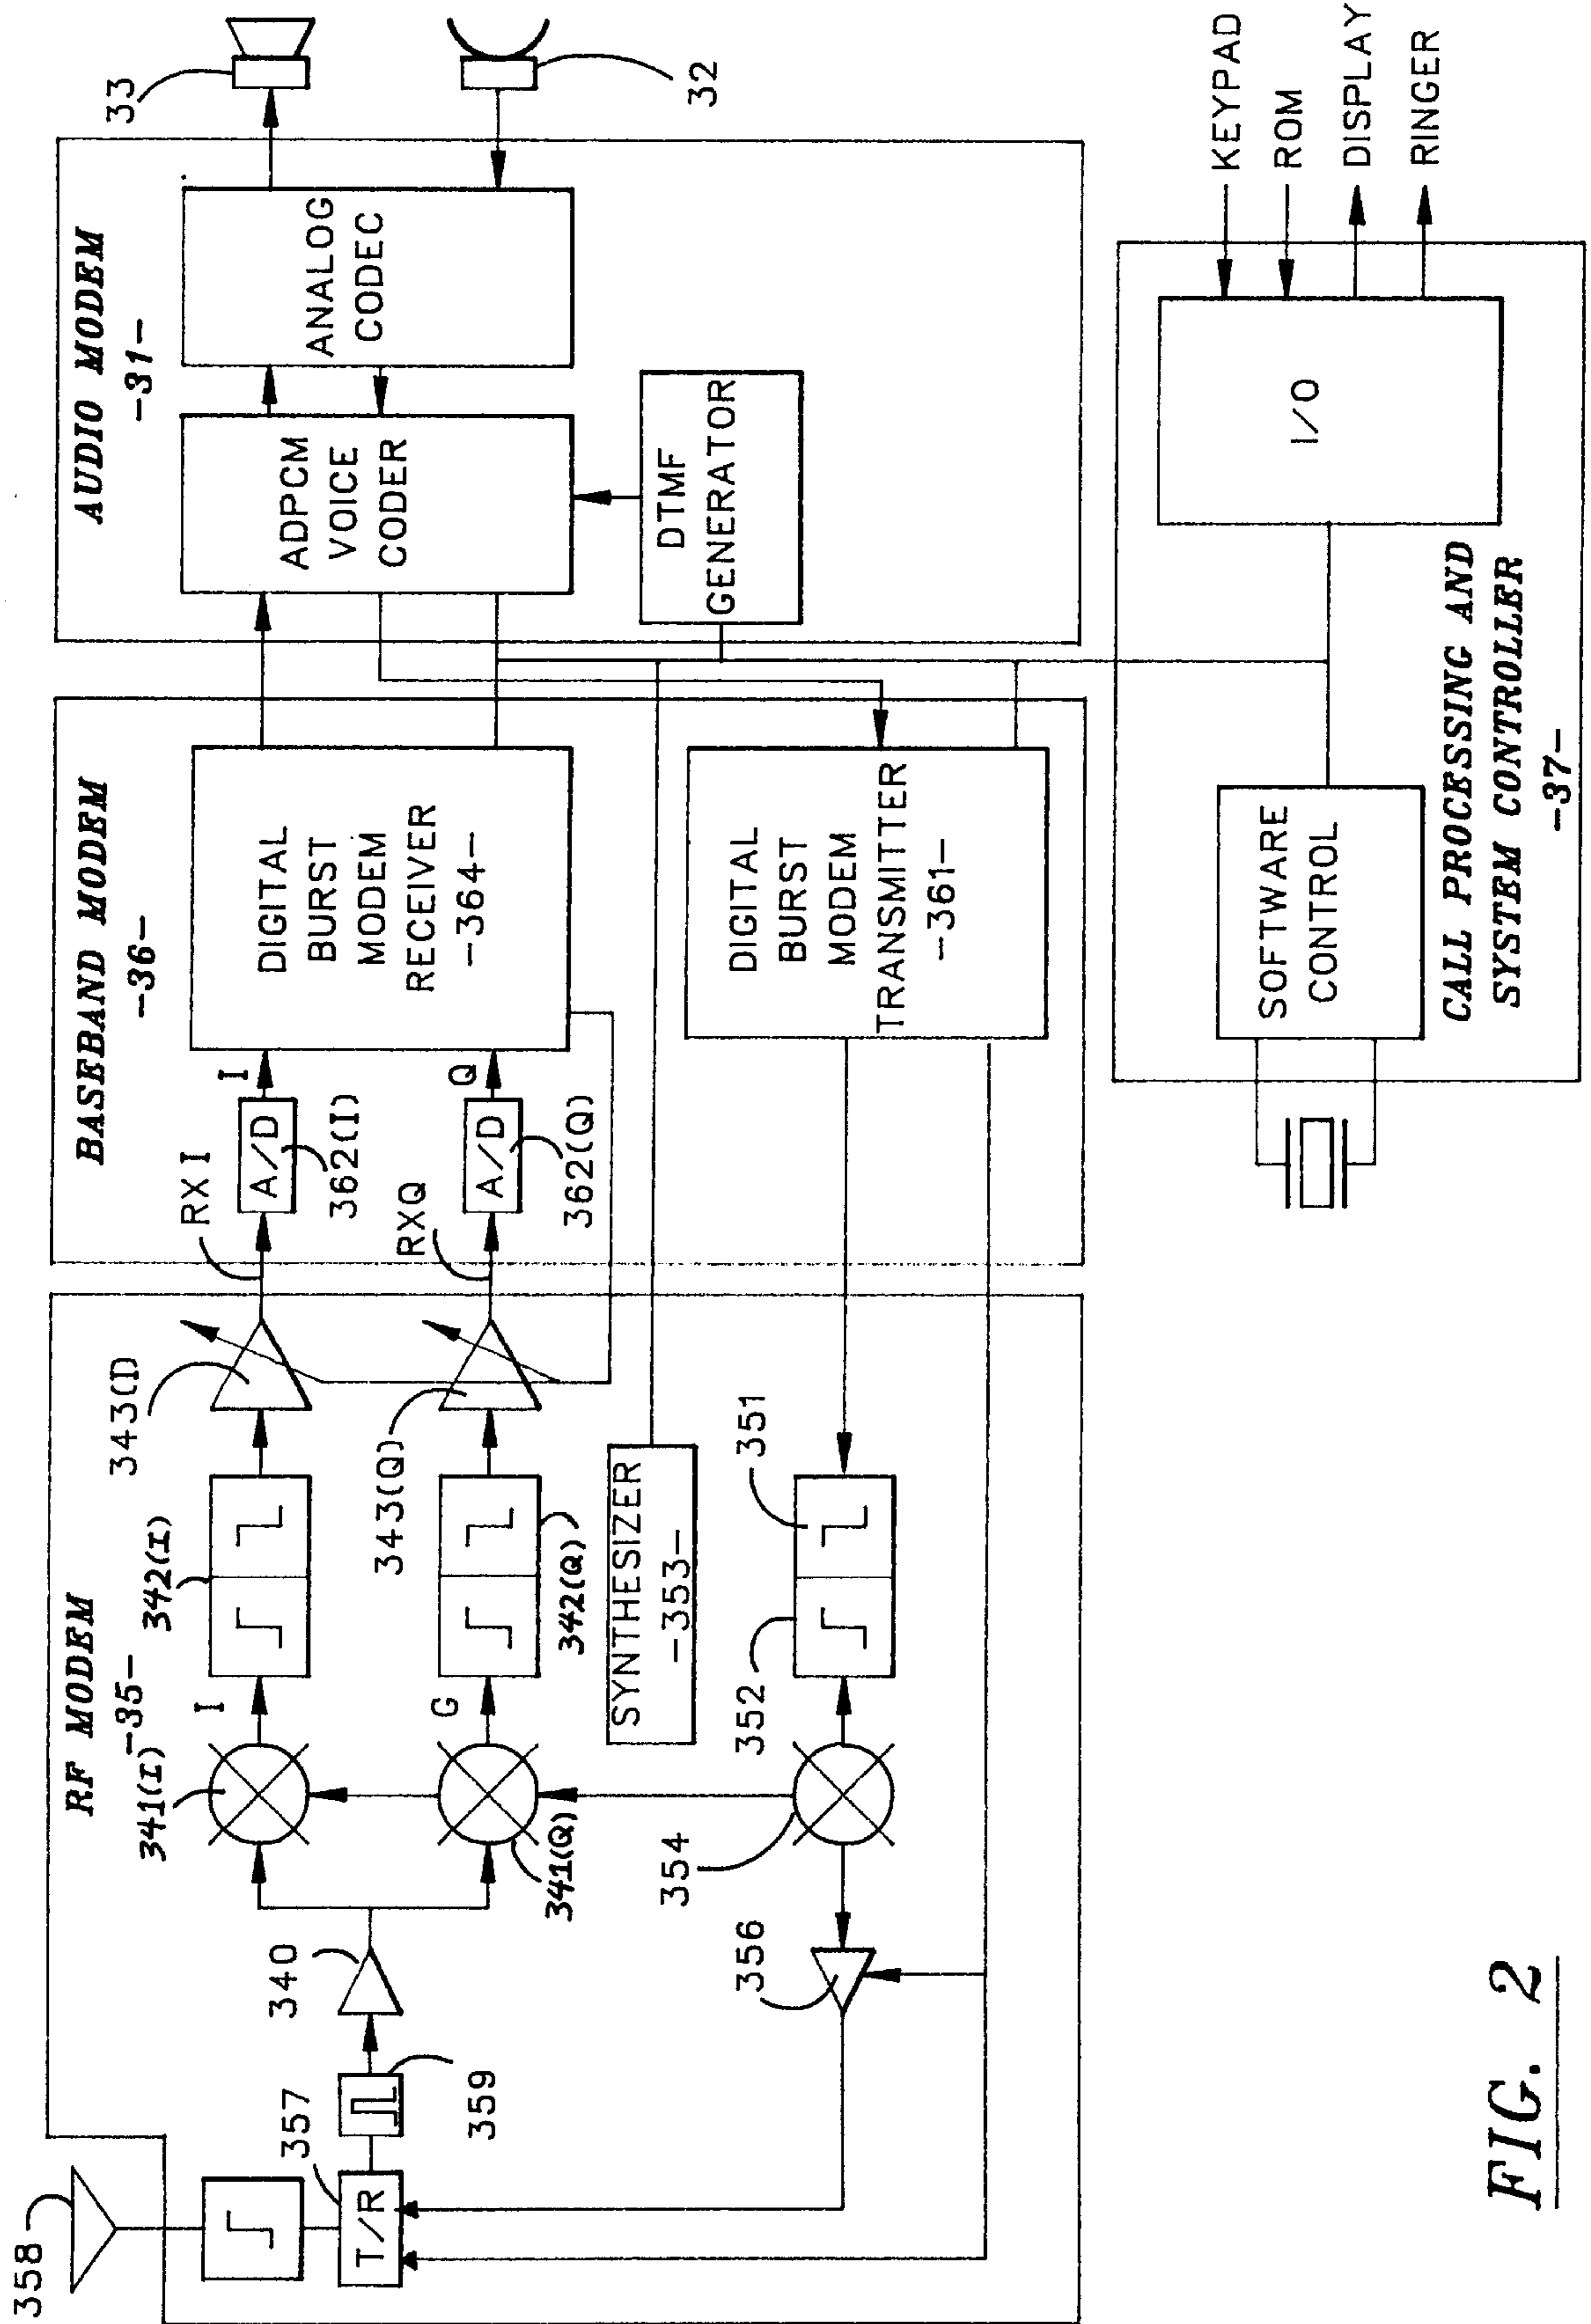 358
RF MODEM
-35-
341(I)
I
342(I)
343(I)
357
T/R
359
340
341(Q)
G
342(Q)
343(Q)
SYNTHESIZER
-353-
354
352
351
356
BASEBAND MODEM
-36-
RXI
A/D
362(I)
I
RXQ
A/D
362(Q)
Q
DIGITAL
BURST
MODEM
RECEIVER
-364-
DIGITAL
BURST
MODEM
TRANSMITTER
-361-
AUDIO MODEM
-31-
ADPCM
VOICE
CODER
ANALOG
CODEC
DTMF
GENERATOR
33
32
SOFTWARE
CONTROL
I/O
KEYPAD
ROM
DISPLAY
RINGER
CALL PROCESSING AND
SYSTEM CONTROLLER
-37-
FIG. 2